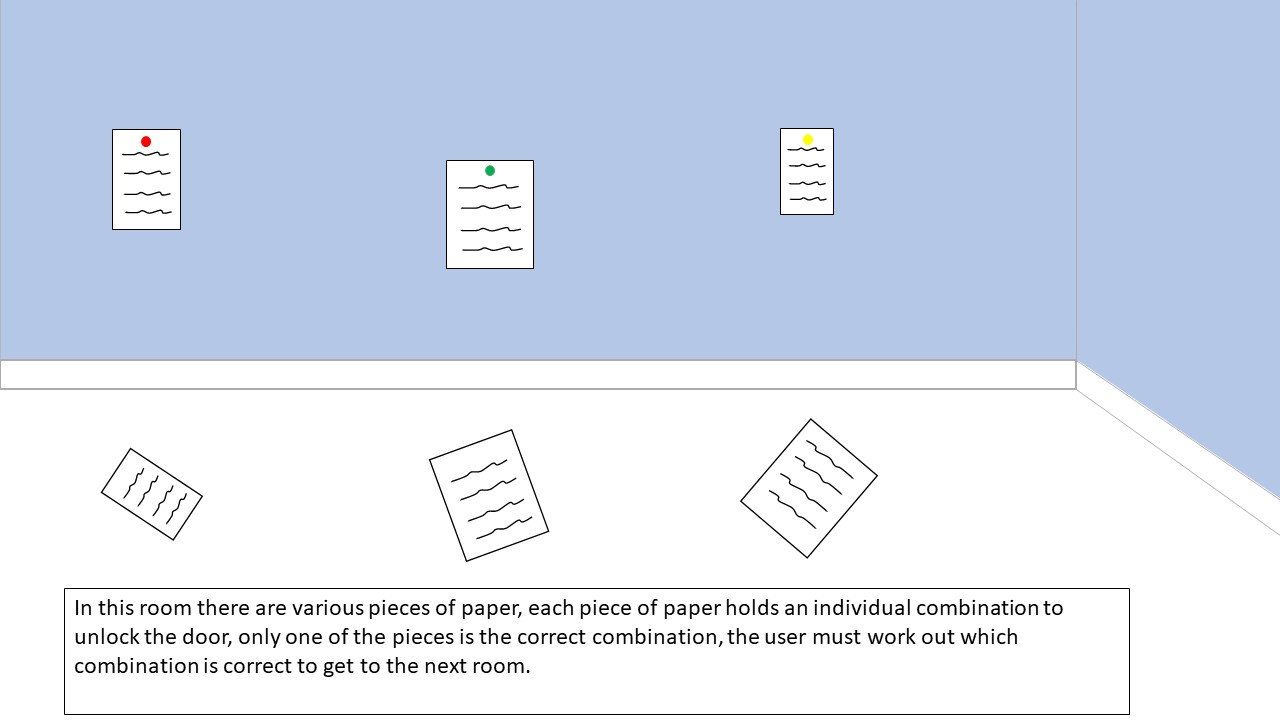 In this room there are various pieces of paper, each piece of paper holds an individual combination to
unlock the door, only one of the pieces is the correct combination, the user must work out which
combination is correct to get to the next room.